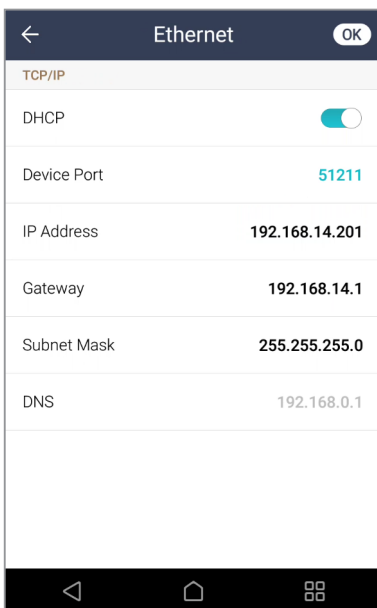 Ethernet OK
TCP/IP
DHCP
Device Port 51211
IP Address 192.168.14.201
Gateway 192.168.14.1
Subnet Mask 255.255.255.0
DNS 192.168.0.1